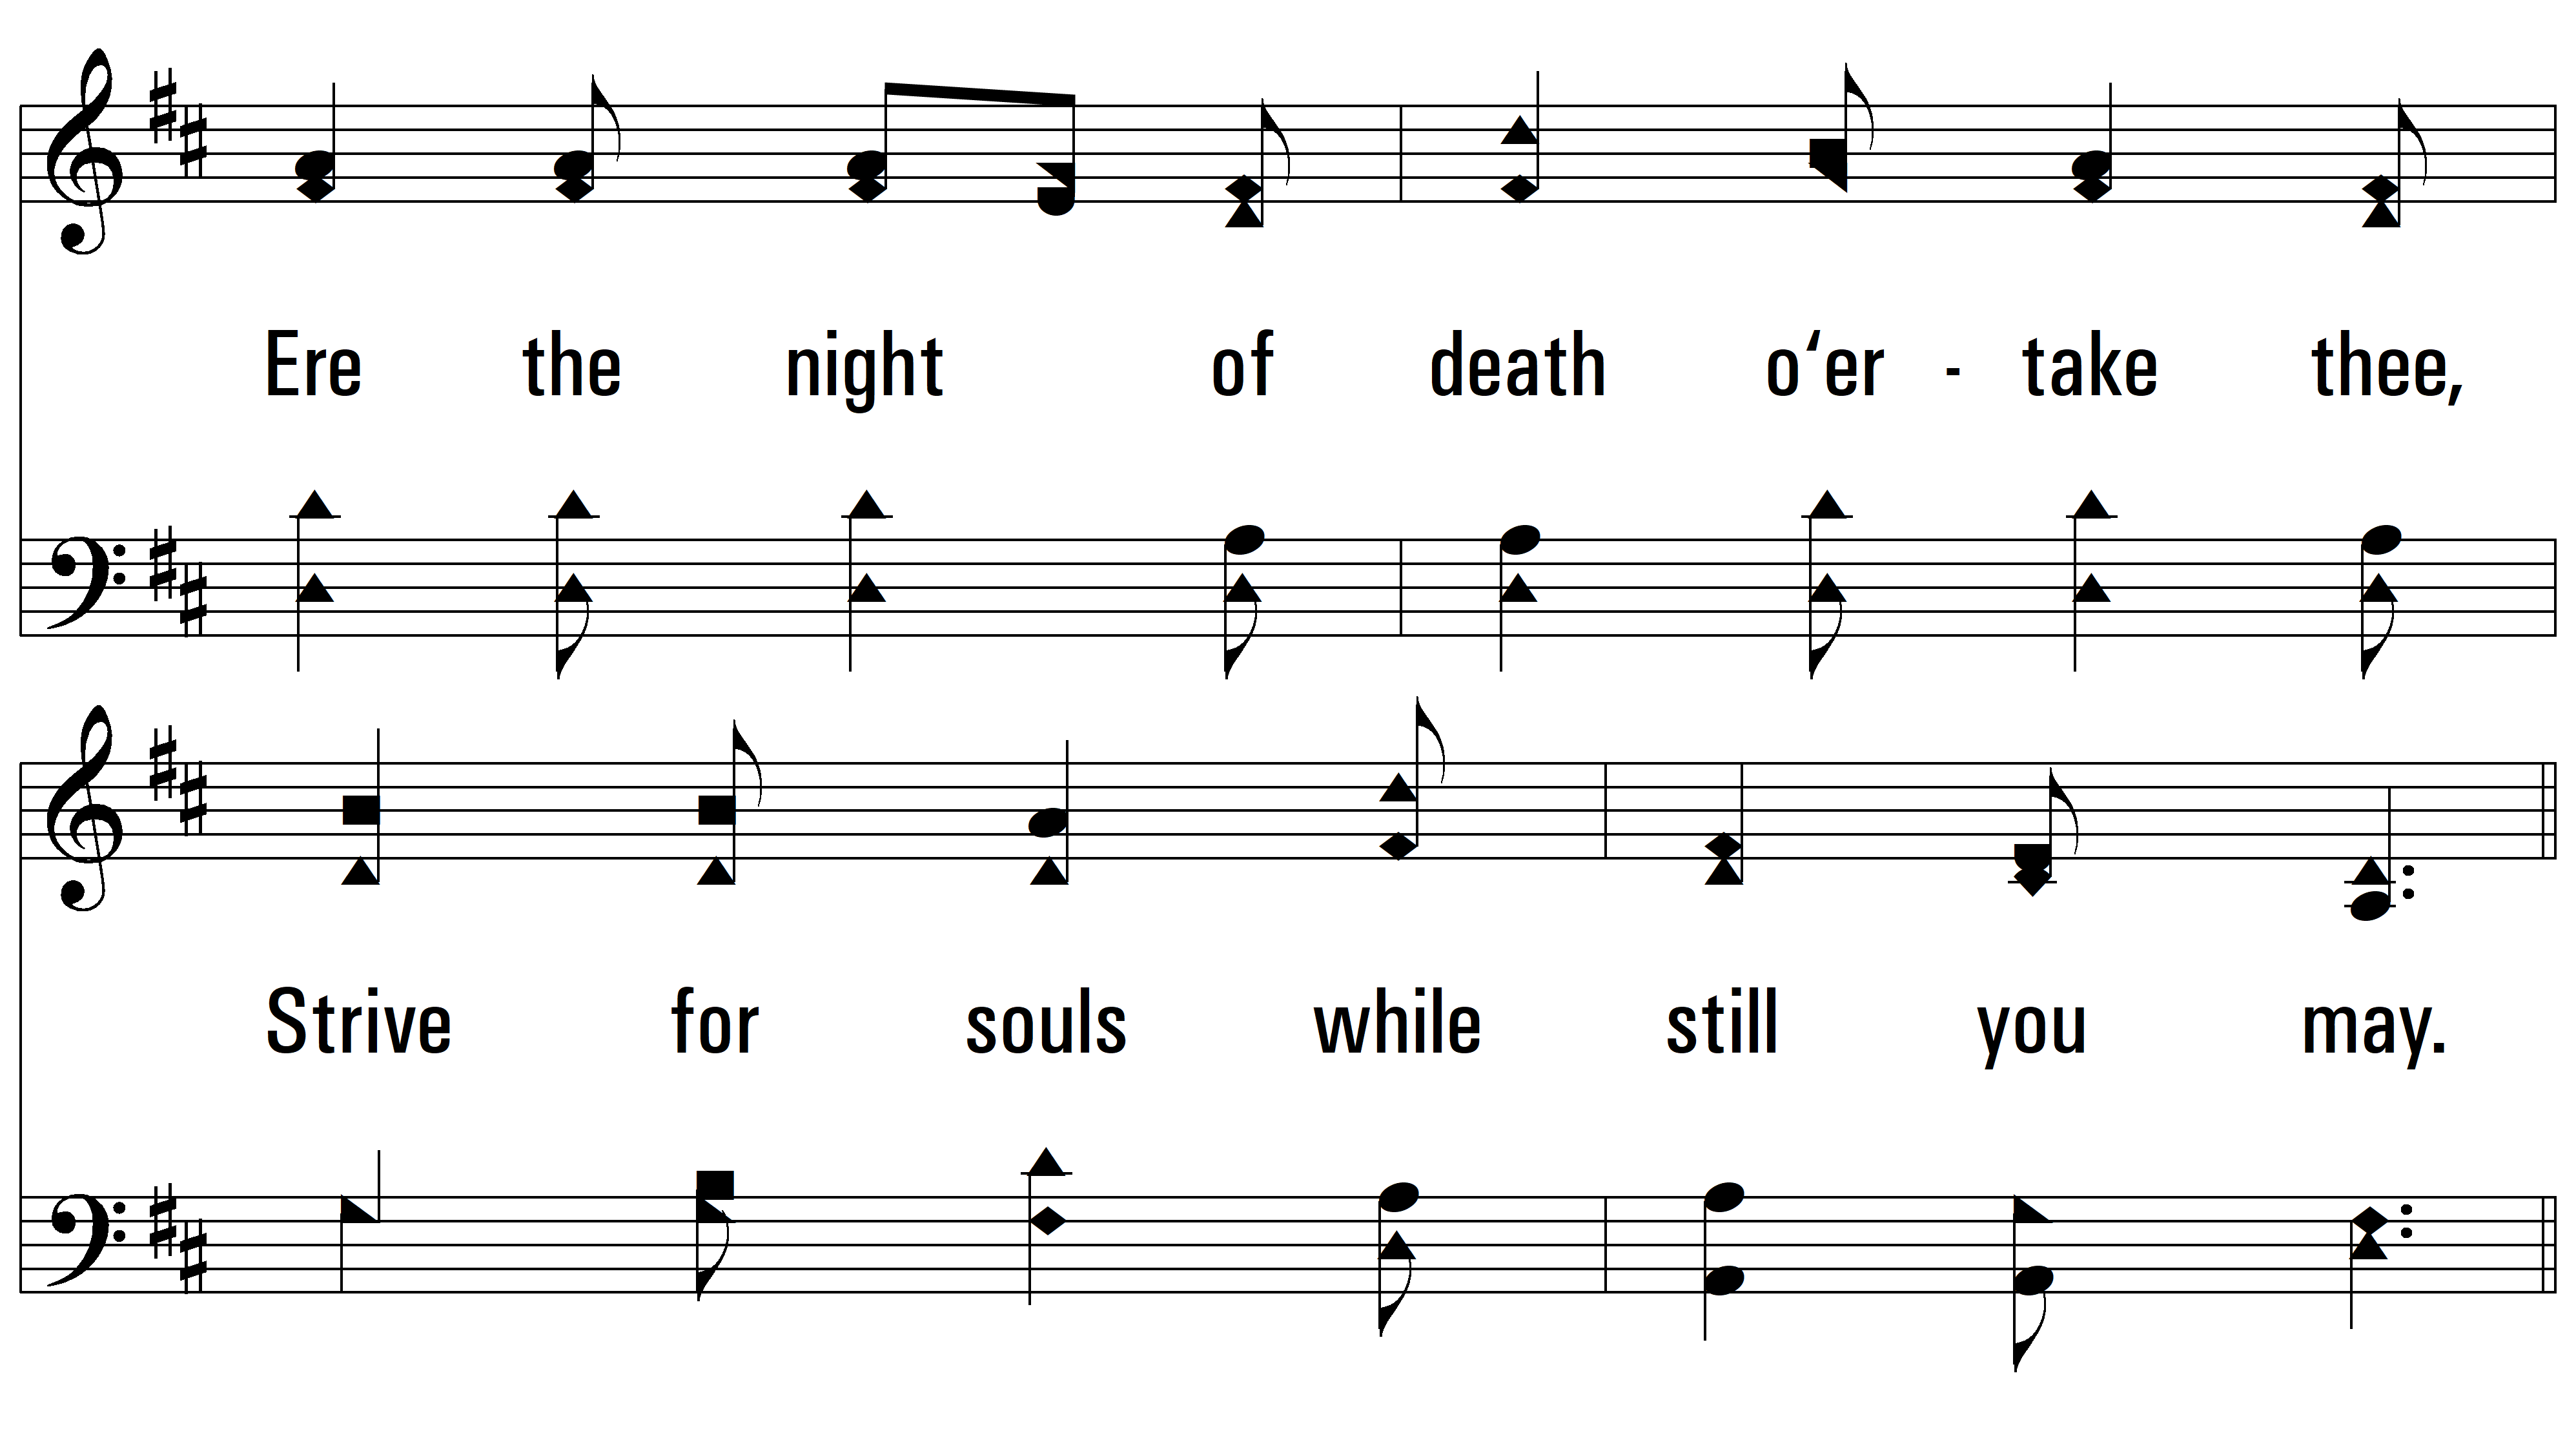 Ere the night of death o‘er - take thee,
Strive for souls while still you may.